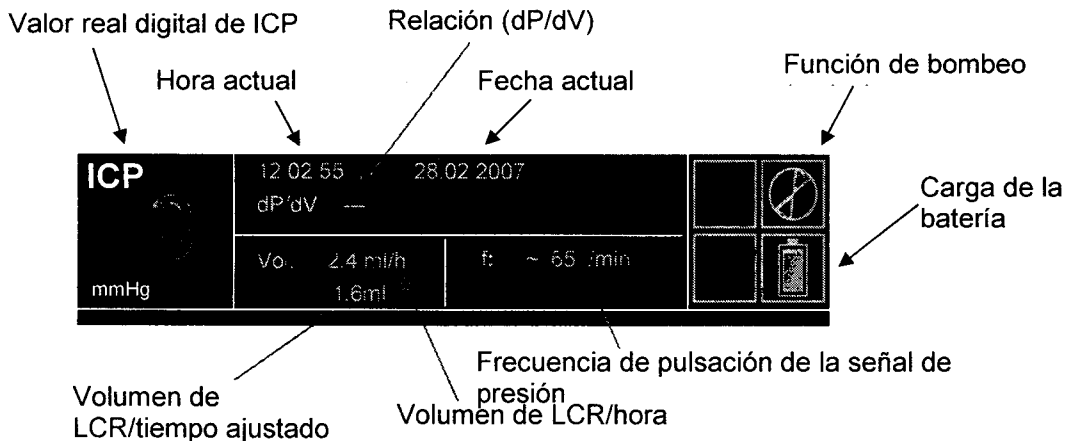 Valor real digital de ICP
Relación (dP/dV)
Hora actual
Fecha actual
Función de bombeo
ICP
12 02 55
28.02 2007
dP/dV —
Carga de la
batería
Vol. 2.4 ml/h
f: ~ 65 /min
1.6ml
mmHg
Frecuencia de pulsación de la señal de
presión
Volumen de
LCR/tiempo ajustado
Volumen de LCR/hora